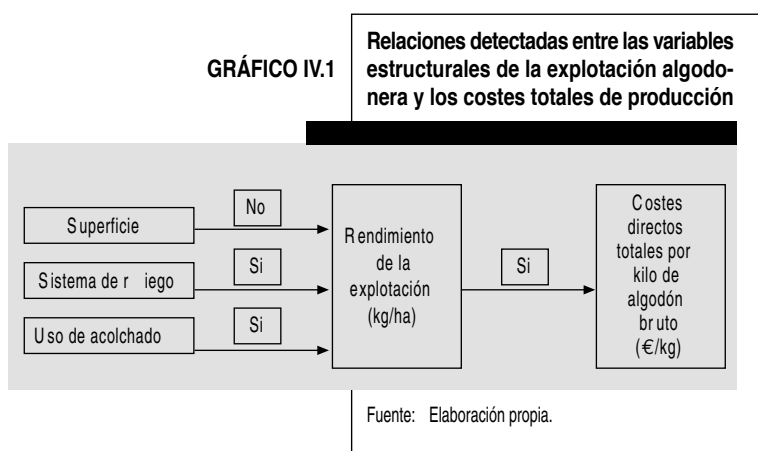 GRÁFICO IV.1
Relaciones detectadas entre las variables
estructurales de la explotación algodo-
nera y los costes totales de producción
Superficie
No
Sistema de r iego
Si
Uso de acolchado
Si
Rendimiento
de la
explotación
(kg/ha)
Si
Costes
directos
totales por
kilo de
algodón
bruto
(€/kg)
Fuente: Elaboración propia.